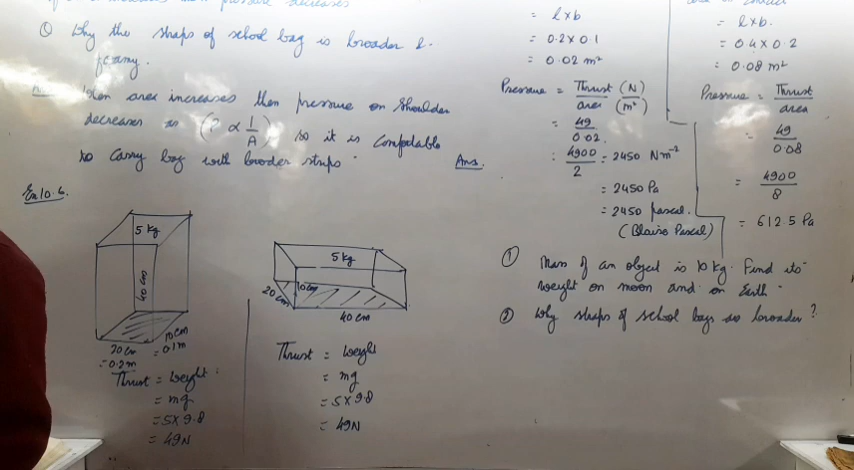 pressure decreases
Q Why the straps of school bag is broader &
Ans. When area increases then pressure on shoulder
decreases as (P ∝ 1/A) so it is comfortable
to carry bag with broader straps.
Ex 10.6.
5 kg
40 cm
10 cm
= 0.1m
20 cm
= 0.2m
Thrust = Weight
= mg
= 5 x 9.8
= 49N
5 kg
20 cm
10 cm
40 cm
Thrust = Weight
= mg
= 5 x 9.8
= 49N
= l x b
= 0.2 x 0.1
= 0.02 m²
Pressure = Thrust (N)
area (m²)
= 49
0.02.
= 4900
2
= 2450 Nm⁻²
Ans.
= 2450 Pa
= 2450 pascal.
(Blaise Pascal)
= l x b.
= 0.4 x 0.2
= 0.08 m²
Pressure = Thrust
area
= 49
0.08
= 4900
8
= 612.5 Pa
① Mass of an object is 10 kg. Find its
weight on moon and on Earth.
② Why straps of school bags are broader?